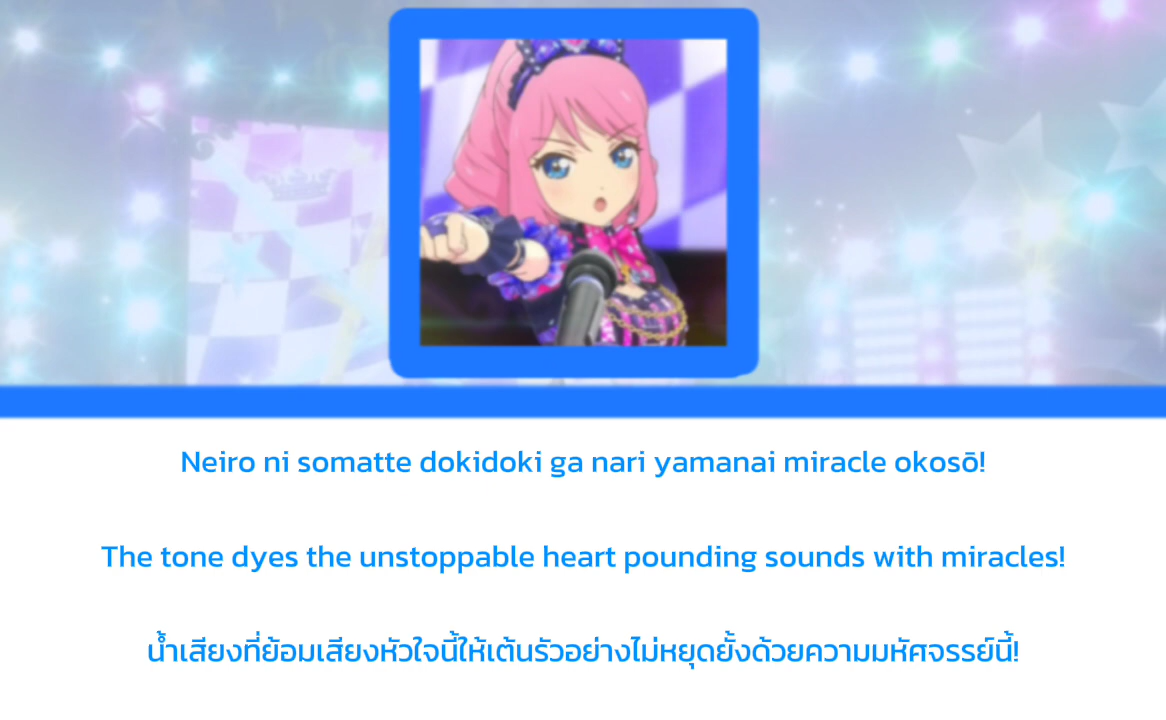 Neiro ni somatte dokidoki ga nari yamanai miracle okosō!
The tone dyes the unstoppable heart pounding sounds with miracles!
น้ำเสียงที่ย้อมเสียงหัวใจนี้ให้เต้นรัวอย่างไม่หยุดยั้งด้วยความมหัศจรรย์นี้!